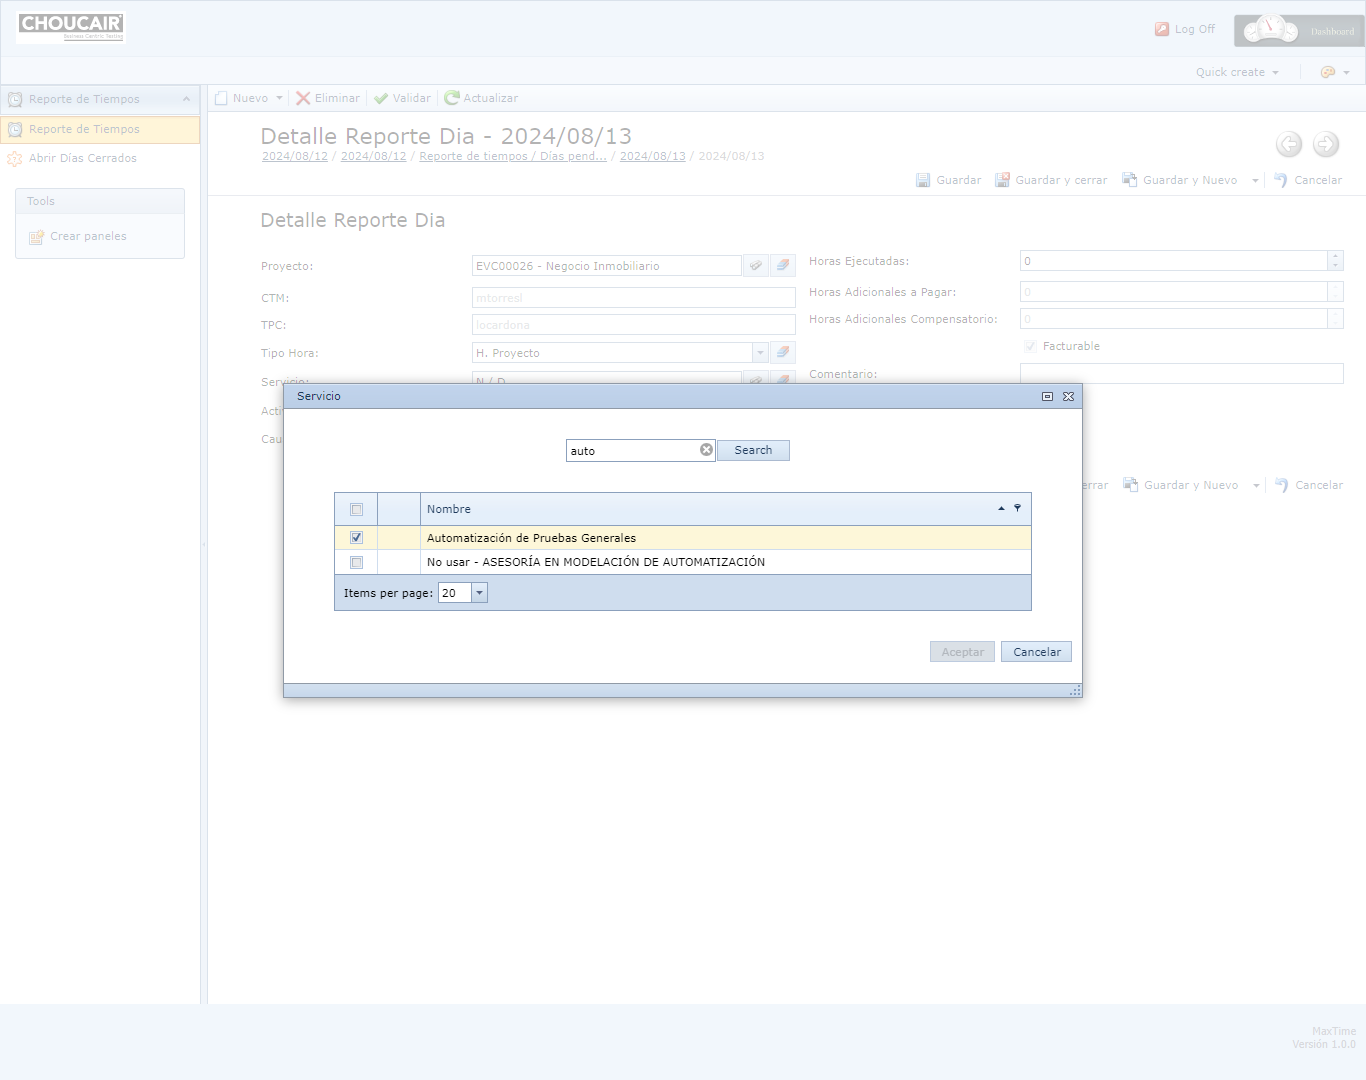 CHOUCAIR
Business Centric Testing
Log Off
Dashboard
Quick create
Reporte de Tiempos
Reporte de Tiempos
Abrir Días Cerrados
Tools
Crear paneles
Nuevo
Eliminar
Validar
Actualizar
Detalle Reporte Dia - 2024/08/13
2024/08/12 / 2024/08/12 / Reporte de tiempos / Dias pend... / 2024/08/13 / 2024/08/13
Guardar
Guardar y cerrar
Guardar y Nuevo
Cancelar
Detalle Reporte Dia
Proyecto:
EVC00026 - Negocio Inmobiliario
CTM:
mtorresl
TPC:
locardona
Tipo Hora:
H. Proyecto
Servicio:
N / D
Acti
Cau
Horas Ejecutadas:
0
Horas Adicionales a Pagar:
0
Horas Adicionales Compensatorio:
0
Facturable
Comentario:
Servicio
auto
Search
Nombre
Automatización de Pruebas Generales
No usar - ASESORÍA EN MODELACIÓN DE AUTOMATIZACIÓN
Items per page: 20
Aceptar
Cancelar
errar
Guardar y Nuevo
Cancelar
MaxTime
Versión 1.0.0